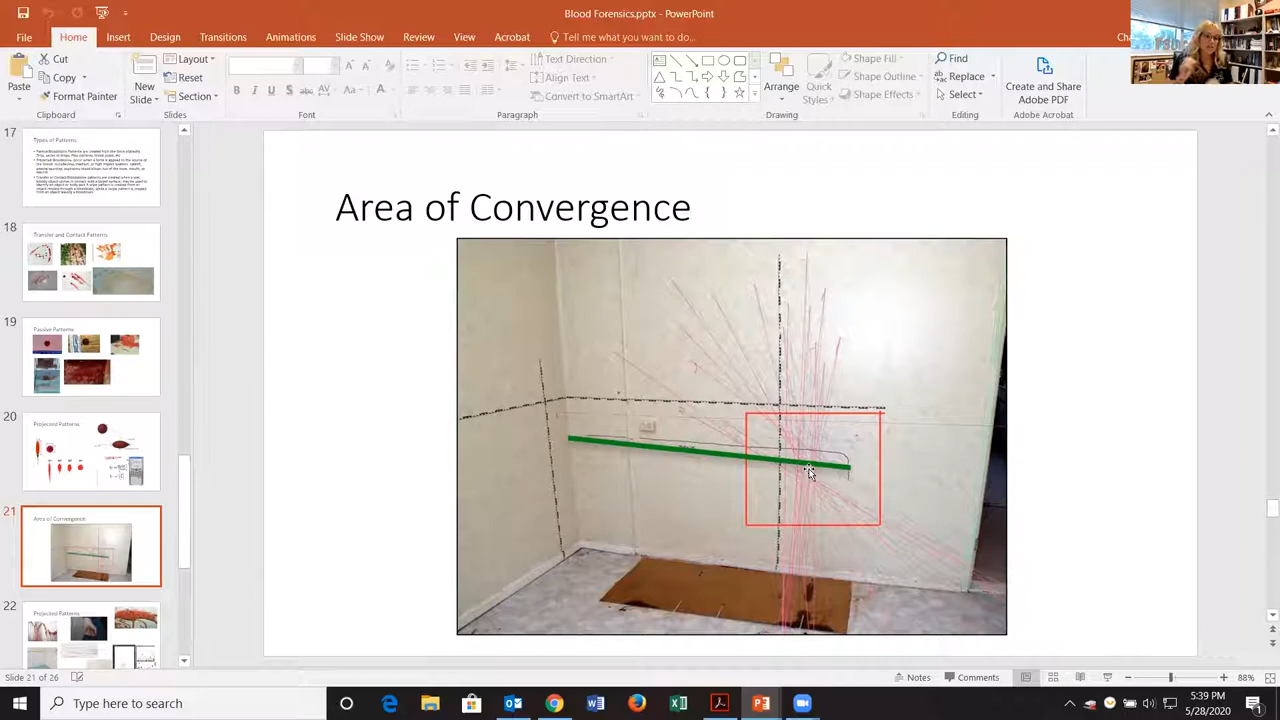 Blood Forensics.pptx - PowerPoint
File Home Insert Design Transitions Animations Slide Show Review View Acrobat Tell me what you want to do...
Paste
Cut
Copy
Format Painter
Clipboard
New
Slide
Layout
Reset
Section
Slides
Font
Text Direction
Align Text
Convert to SmartArt
Paragraph
Arrange
Quick
Styles
Shape Fill
Shape Outline
Shape Effects
Drawing
Find
Replace
Select
Editing
Create and Share
Adobe PDF
Adobe Acrobat
17
Types of Patterns
18
Transfer and Contact Patterns
19
Passive Patterns
20
Projected Patterns
21
Area of Convergence
22
Projected Patterns
Area of Convergence
Slide 21 of 26
Notes
Comments
88%
Type here to search
5:39 PM
5/28/2020